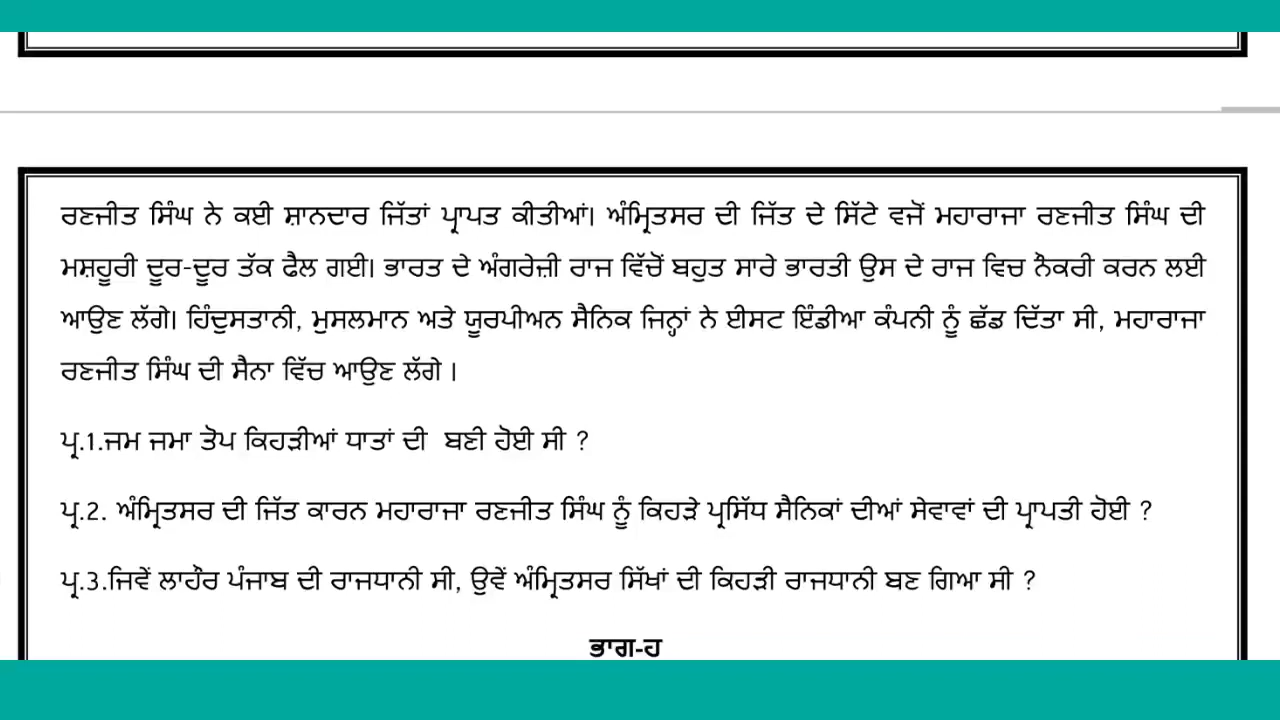 ਰਣਜੀਤ ਸਿੰਘ ਨੇ ਕਈ ਸ਼ਾਨਦਾਰ ਜਿੱਤਾਂ ਪ੍ਰਾਪਤ ਕੀਤੀਆਂ। ਅੰਮ੍ਰਿਤਸਰ ਦੀ ਜਿੱਤ ਦੇ ਸਿੱਟੇ ਵਜੋਂ ਮਹਾਰਾਜਾ ਰਣਜੀਤ ਸਿੰਘ ਦੀ
ਮਸ਼ਹੂਰੀ ਦੂਰ-ਦੂਰ ਤੱਕ ਫੈਲ ਗਈ। ਭਾਰਤ ਦੇ ਅੰਗਰੇਜ਼ੀ ਰਾਜ ਵਿੱਚੋਂ ਬਹੁਤ ਸਾਰੇ ਭਾਰਤੀ ਉਸ ਦੇ ਰਾਜ ਵਿਚ ਨੌਕਰੀ ਕਰਨ ਲਈ
ਆਉਣ ਲੱਗੇ। ਹਿੰਦੁਸਤਾਨੀ, ਮੁਸਲਮਾਨ ਅਤੇ ਯੂਰਪੀਅਨ ਸੈਨਿਕ ਜਿਨ੍ਹਾਂ ਨੇ ਈਸਟ ਇੰਡੀਆ ਕੰਪਨੀ ਨੂੰ ਛੱਡ ਦਿੱਤਾ ਸੀ, ਮਹਾਰਾਜਾ
ਰਣਜੀਤ ਸਿੰਘ ਦੀ ਸੈਨਾ ਵਿੱਚ ਆਉਣ ਲੱਗੇ ।
ਪ੍ਰ.1.ਜਮ ਜਮਾ ਤੋਪ ਕਿਹੜੀਆਂ ਧਾਤਾਂ ਦੀ ਬਣੀ ਹੋਈ ਸੀ ?
ਪ੍ਰ.2. ਅੰਮ੍ਰਿਤਸਰ ਦੀ ਜਿੱਤ ਕਾਰਨ ਮਹਾਰਾਜਾ ਰਣਜੀਤ ਸਿੰਘ ਨੂੰ ਕਿਹੜੇ ਪ੍ਰਸਿੱਧ ਸੈਨਿਕਾਂ ਦੀਆਂ ਸੇਵਾਵਾਂ ਦੀ ਪ੍ਰਾਪਤੀ ਹੋਈ ?
ਪ੍ਰ.3.ਜਿਵੇਂ ਲਾਹੌਰ ਪੰਜਾਬ ਦੀ ਰਾਜਧਾਨੀ ਸੀ, ਉਵੇਂ ਅੰਮ੍ਰਿਤਸਰ ਸਿੱਖਾਂ ਦੀ ਕਿਹੜੀ ਰਾਜਧਾਨੀ ਬਣ ਗਿਆ ਸੀ ?
ਭਾਗ-ਹ